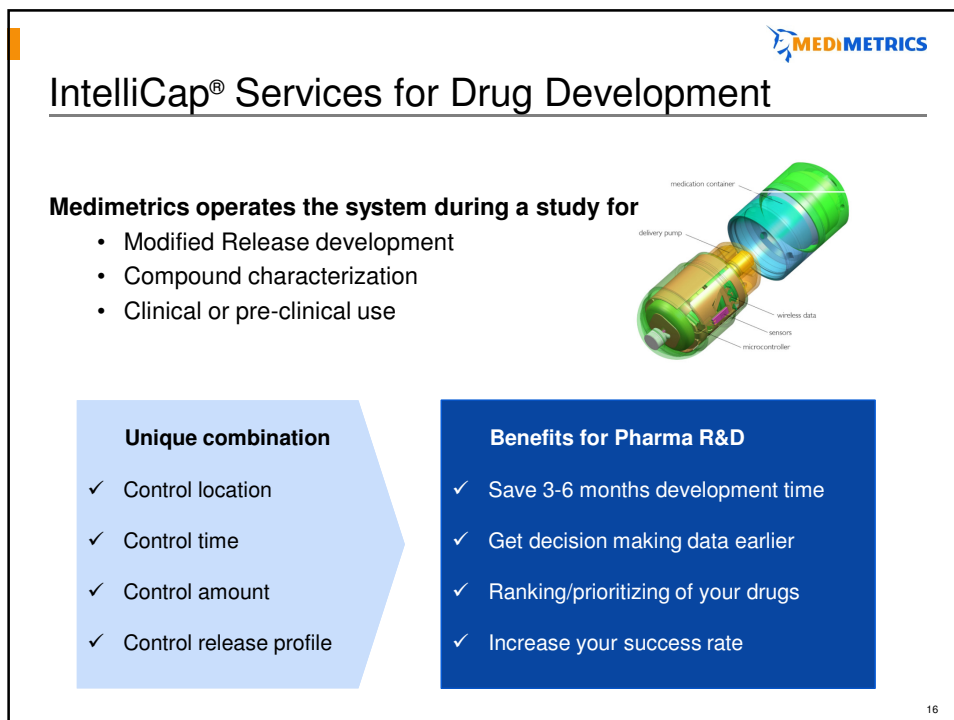 MEDIMETRICS
IntelliCap® Services for Drug Development
Medimetrics operates the system during a study for
• Modified Release development
• Compound characterization
• Clinical or pre-clinical use
medication container
delivery pump
wireless data
sensors
microcontroller
Unique combination
✓ Control location
✓ Control time
✓ Control amount
✓ Control release profile
Benefits for Pharma R&D
✓ Save 3-6 months development time
✓ Get decision making data earlier
✓ Ranking/prioritizing of your drugs
✓ Increase your success rate
16